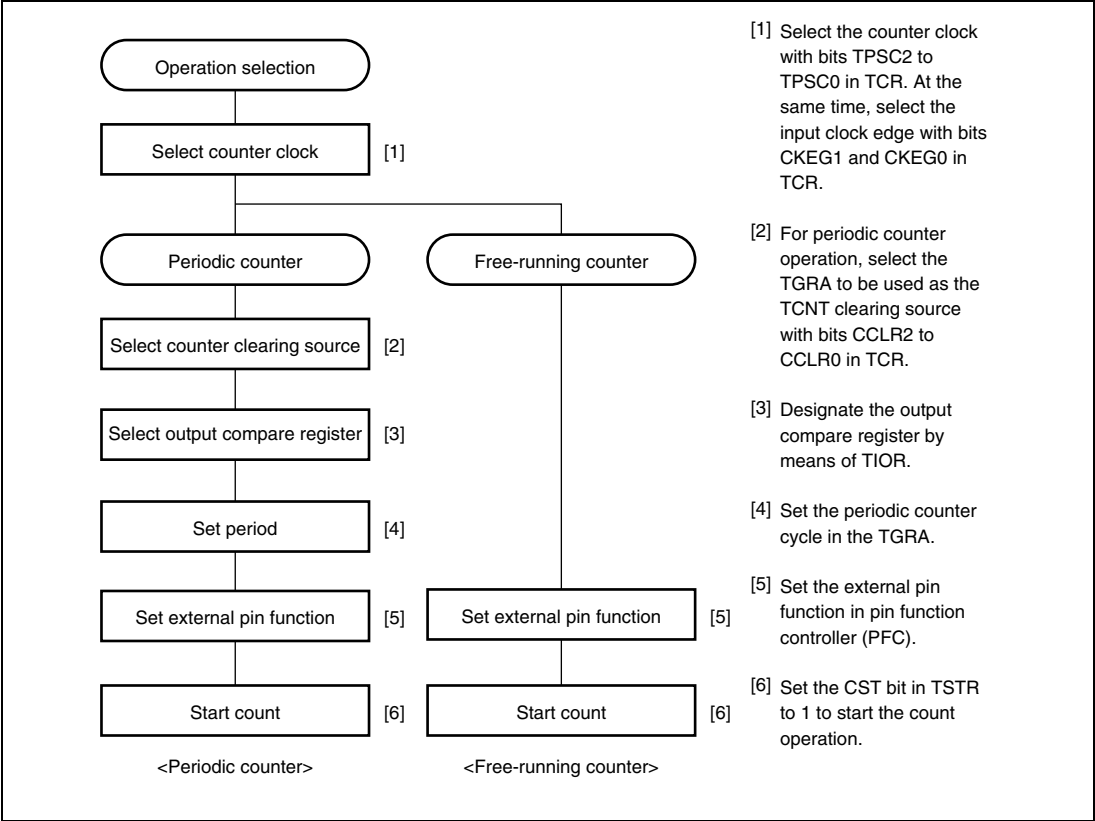 Operation selection
Select counter clock [1]
Periodic counter
Free-running counter
Select counter clearing source [2]
Select output compare register [3]
Set period [4]
Set external pin function [5]
Set external pin function [5]
Start count [6]
Start count [6]
<Periodic counter>
<Free-running counter>
[1] Select the counter clock
with bits TPSC2 to
TPSC0 in TCR. At the
same time, select the
input clock edge with bits
CKEG1 and CKEG0 in
TCR.
[2] For periodic counter
operation, select the
TGRA to be used as the
TCNT clearing source
with bits CCLR2 to
CCLR0 in TCR.
[3] Designate the output
compare register by
means of TIOR.
[4] Set the periodic counter
cycle in the TGRA.
[5] Set the external pin
function in pin function
controller (PFC).
[6] Set the CST bit in TSTR
to 1 to start the count
operation.